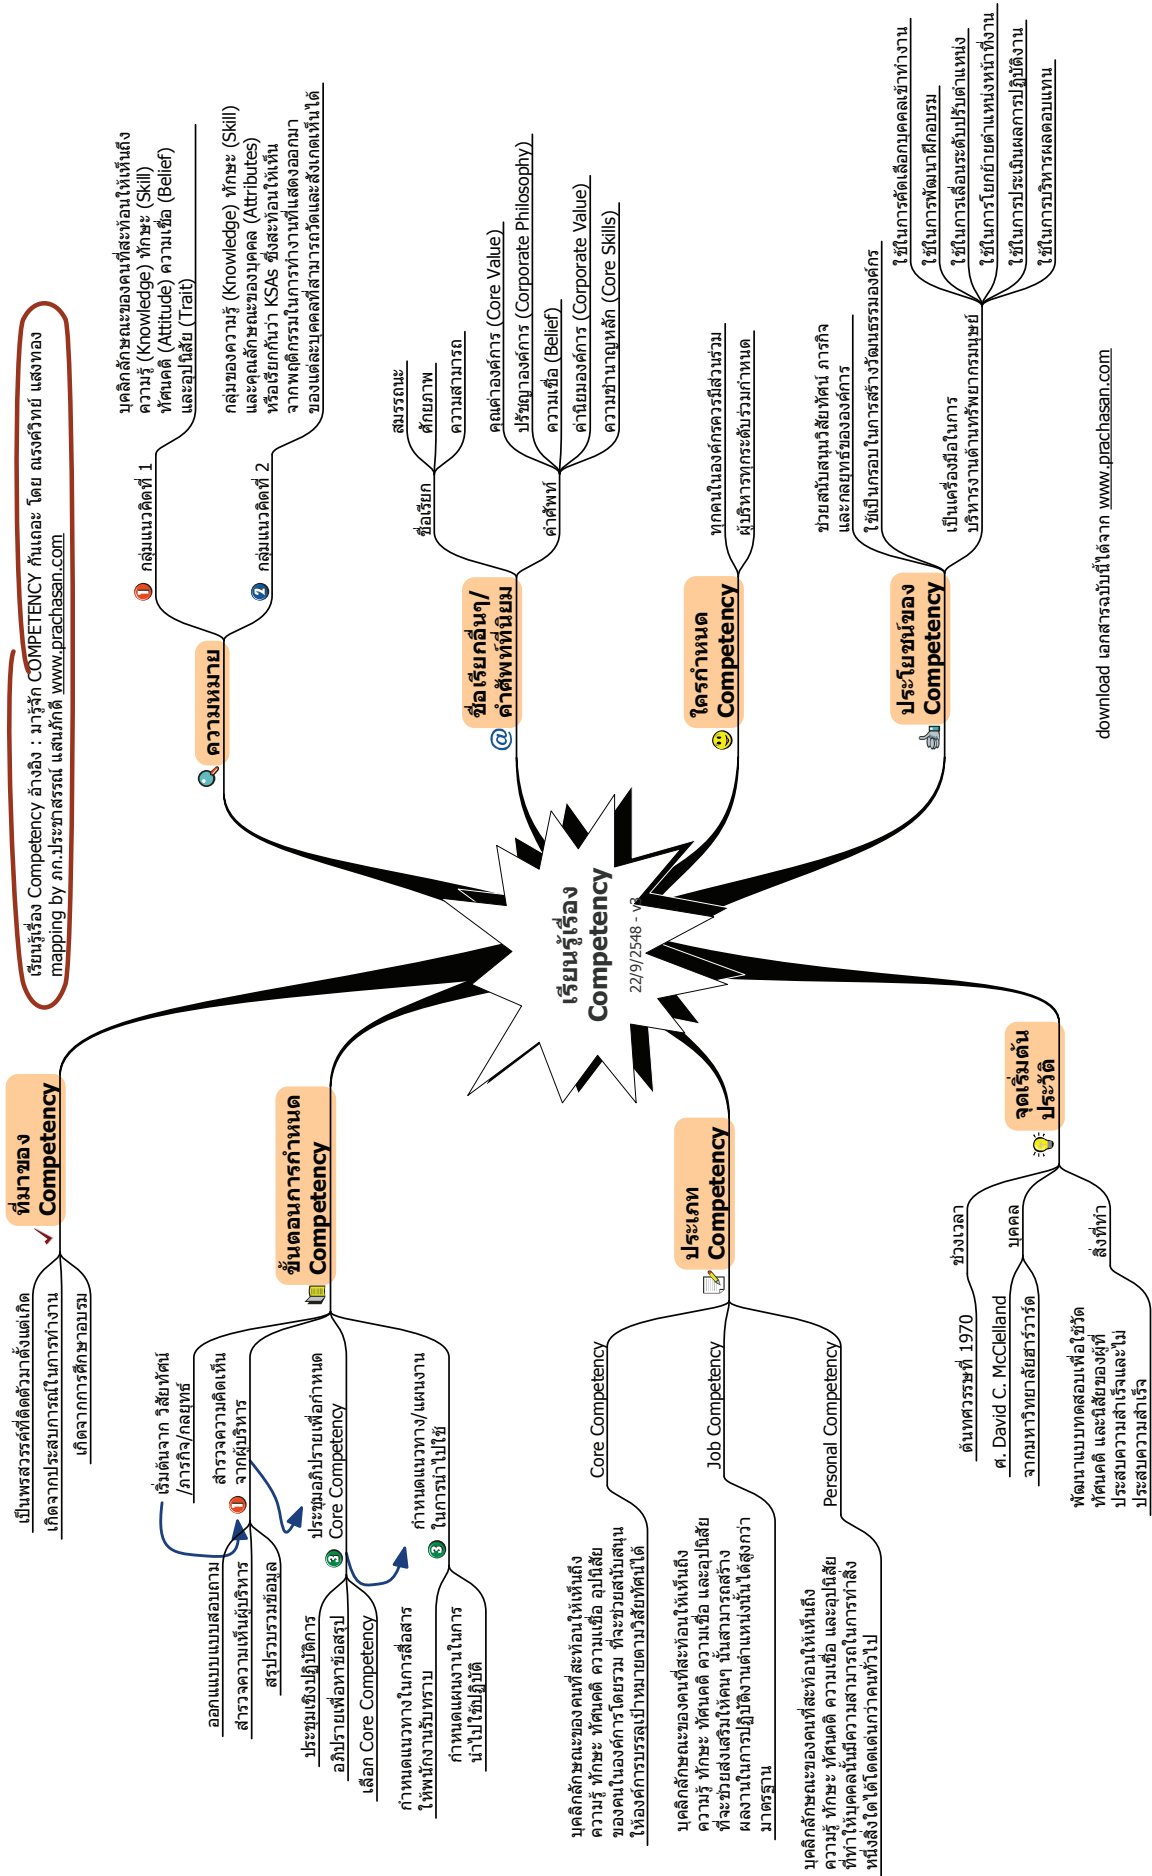 เรียนรู้เรื่อง Competency อ้างอิง : มารู้จัก COMPETENCY กันเถอะ โดย ณรงค์วิทย์ แสงทอง
mapping by ภก.ประชาสรรณ์ แสนภักดี www.prachasan.com
เรียนรู้เรื่อง
Competency
22/9/2548 - v3
ความหมาย
1 กลุ่มแนวคิดที่ 1
บุคลิกลักษณะของคนที่สะท้อนให้เห็นถึง
ความรู้ (Knowledge) ทักษะ (Skill)
ทัศนคติ (Attitude) ความเชื่อ (Belief)
และอุปนิสัย (Trait)
2 กลุ่มแนวคิดที่ 2
กลุ่มของความรู้ (Knowledge) ทักษะ (Skill)
และคุณลักษณะของบุคคล (Attributes)
หรือเรียกกันว่า KSAs ซึ่งสะท้อนให้เห็น
จากพฤติกรรมในการทำงานที่แสดงออกมา
ของแต่ละบุคคลที่สามารถวัดและสังเกตเห็นได้
@ ชื่อเรียกอื่นๆ/
คำศัพท์ที่นิยม
ชื่อเรียก
สมรรถนะ
ศักยภาพ
ความสามารถ
คำศัพท์
คุณค่าองค์การ (Core Value)
ปรัชญาองค์การ (Corporate Philosophy)
ความเชื่อ (Belief)
ค่านิยมองค์การ (Corporate Value)
ความชำนาญหลัก (Core Skills)
ใครกำหนด
Competency
ทุกคนในองค์กรควรมีส่วนร่วม
ผู้บริหารทุกระดับร่วมกำหนด
ประโยชน์ของ
Competency
ช่วยสนับสนุนวิสัยทัศน์ ภารกิจ
และกลยุทธ์ขององค์การ
ใช้เป็นกรอบในการสร้างวัฒนธรรมองค์กร
เป็นเครื่องมือในการ
บริหารงานด้านทรัพยากรมนุษย์
ใช้ในการคัดเลือกบุคคลเข้าทำงาน
ใช้ในการพัฒนาฝึกอบรม
ใช้ในการเลื่อนระดับปรับตำแหน่ง
ใช้ในการโยกย้ายตำแหน่งหน้าที่งาน
ใช้ในการประเมินผลการปฏิบัติงาน
ใช้ในการบริหารผลตอบแทน
ที่มาของ
Competency
เป็นพรสวรรค์ที่ติดตัวมาตั้งแต่เกิด
เกิดจากประสบการณ์ในการทำงาน
เกิดจากการศึกษาอบรม
ขั้นตอนการกำหนด
Competency
เริ่มต้นจาก วิสัยทัศน์
/ภารกิจ/กลยุทธ์
สำรวจความคิดเห็น
1 จากผู้บริหาร
ออกแบบแบบสอบถาม
สำรวจความเห็นผู้บริหาร
สรุปรวบรวมข้อมูล
ประชุมอภิปรายเพื่อกำหนด
3 Core Competency
ประชุมเชิงปฏิบัติการ
อภิปรายเพื่อหาข้อสรุป
เลือก Core Competency
กำหนดแนวทาง/แผนงาน
3 ในการนำไปใช้
กำหนดแนวทางในการสื่อสาร
ให้พนักงานรับทราบ
กำหนดแผนงานในการ
นำไปใช้ปฏิบัติ
ประเภท
Competency
Core Competency
บุคลิกลักษณะของคนที่สะท้อนให้เห็นถึง
ความรู้ ทักษะ ทัศนคติ ความเชื่อ อุปนิสัย
ของคนในองค์การโดยรวม ที่จะช่วยสนับสนุน
ให้องค์การบรรลุเป้าหมายตามวิสัยทัศน์ได้
Job Competency
บุคลิกลักษณะของคนที่สะท้อนให้เห็นถึง
ความรู้ ทักษะ ทัศนคติ ความเชื่อ และอุปนิสัย
ที่จะช่วยส่งเสริมให้คนๆ นั้นสามารถสร้าง
ผลงานในการปฏิบัติงานตำแหน่งนั้นได้สูงกว่า
มาตรฐาน
Personal Competency
บุคลิกลักษณะของคนที่สะท้อนให้เห็นถึง
ความรู้ ทักษะ ทัศนคติ ความเชื่อ และอุปนิสัย
ที่ทำให้บุคคลนั้นมีความสามารถในการทำสิ่ง
หนึ่งสิ่งใดได้โดดเด่นกว่าคนทั่วไป
จุดเริ่มต้น
ประวัติ
ช่วงเวลา
ต้นทศวรรษที่ 1970
บุคคล
ศ. David C. McClelland
จากมหาวิทยาลัยฮาร์วาร์ด
สิ่งที่ทำ
พัฒนาแบบทดสอบเพื่อใช้วัด
ทัศนคติ และนิสัยของผู้ที่
ประสบความสำเร็จและไม่
ประสบความสำเร็จ
download เอกสารฉบับนี้ได้จาก www.prachasan.com